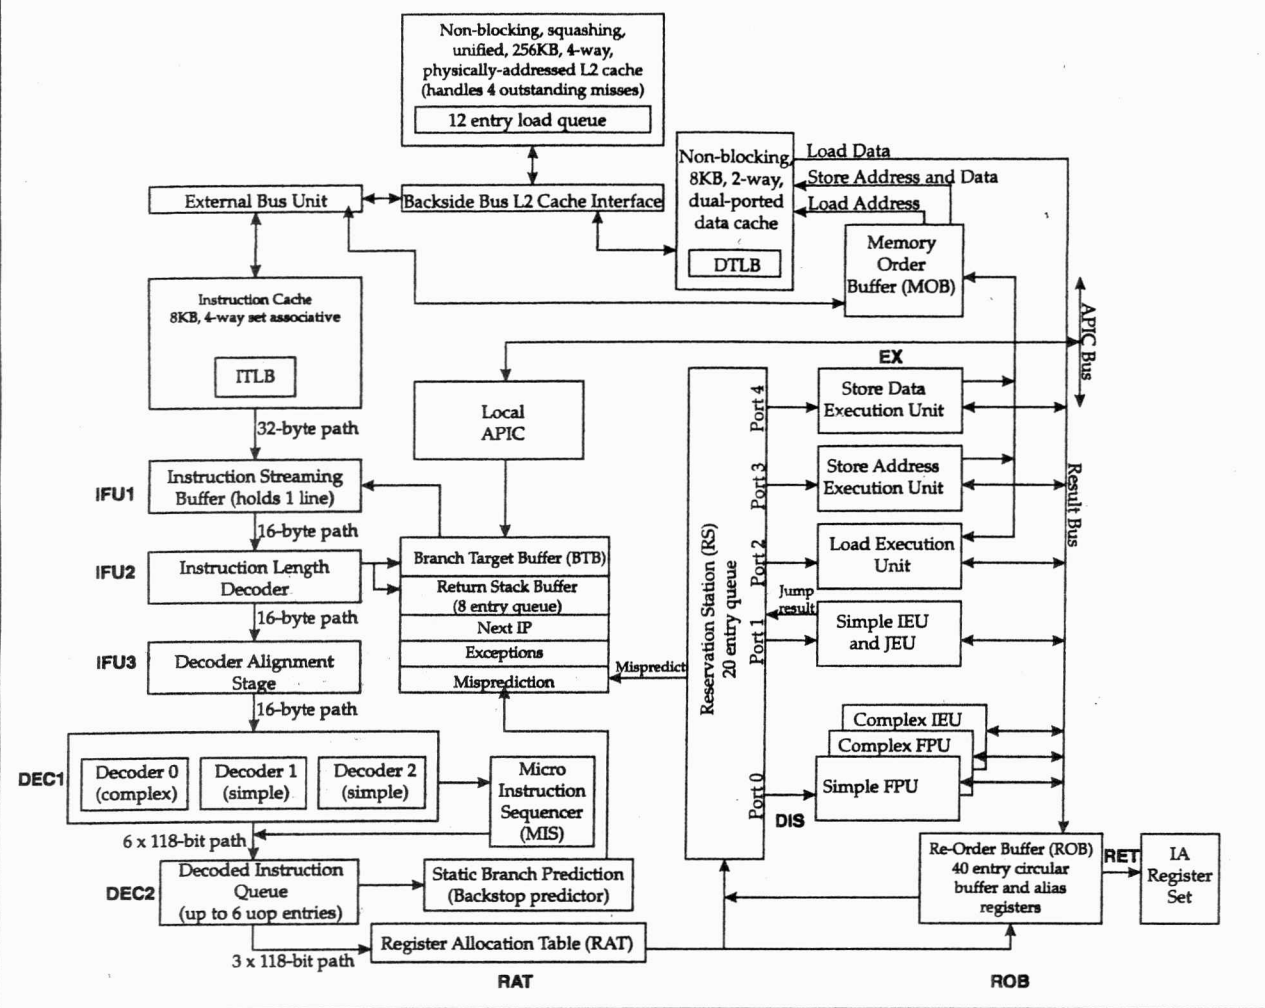 Non-blocking, squashing,
unified, 256KB, 4-way,
physically-addressed L2 cache
(handles 4 outstanding misses)
12 entry load queue
Non-blocking,
8KB, 2-way,
dual-ported
data cache
DTLB
Load Data
Store Address and Data
Load Address
External Bus Unit
Backside Bus L2 Cache Interface
Memory
Order
Buffer (MOB)
Instruction Cache
8KB, 4-way set associative
ITLB
APIC Bus
EX
Local
APIC
Port 4
Store Data
Execution Unit
32-byte path
IFU1
Instruction Streaming
Buffer (holds 1 line)
Port 3
Store Address
Execution Unit
Result Bus
16-byte path
IFU2
Instruction Length
Decoder
Branch Target Buffer (BTB)
Return Stack Buffer
(8 entry queue)
Next IP
Exceptions
Misprediction
Reservation Station (RS)
20 entry queue
Port 2
Load Execution
Unit
Jump
result
Port 1
Simple IEU
and JEU
16-byte path
IFU3
Decoder Alignment
Stage
Mispredict
16-byte path
Complex IEU
Complex FPU
Simple FPU
Port 0
DIS
DEC1
Decoder 0
(complex)
Decoder 1
(simple)
Decoder 2
(simple)
Micro
Instruction
Sequencer
(MIS)
6 x 118-bit path
DEC2
Decoded Instruction
Queue
(up to 6 uop entries)
Static Branch Prediction
(Backstop predictor)
Re-Order Buffer (ROB)
40 entry circular
buffer and alias
registers
RET
IA
Register
Set
3 x 118-bit path
Register Allocation Table (RAT)
RAT
ROB